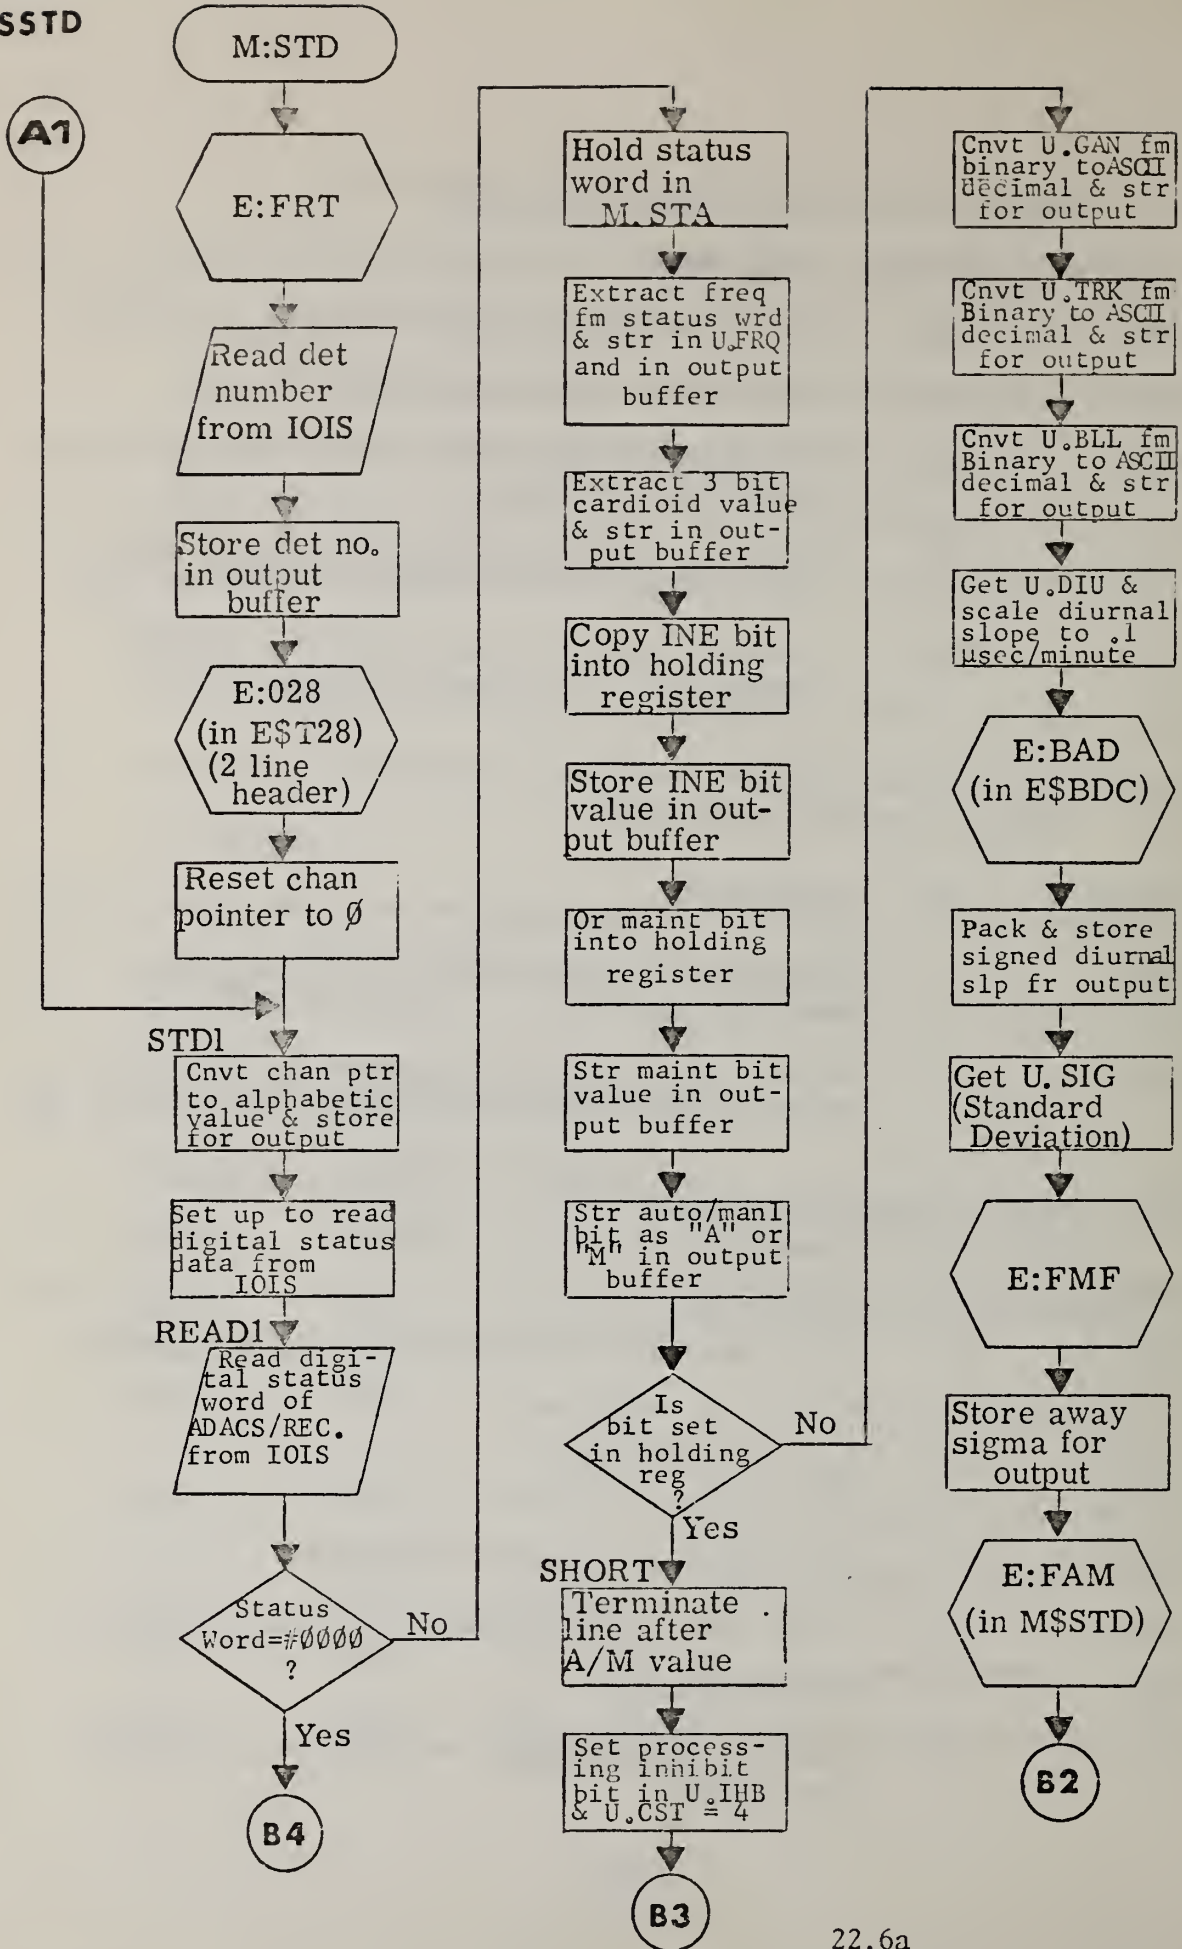 SSTD
M:STD
A1
E:FRT
Read det
number
from IOIS
Store det no.
in output
buffer
E:028
(in E$T28)
(2 line
header)
Reset chan
pointer to Ø
STD1
Cnvt chan ptr
to alphabetic
value & store
for output
Set up to read
digital status
data from
IOIS
READ1
Read digi-
tal status
word of
ADACS/REC.
from IOIS
Status
Word=#ØØØØ
?
No
Yes
B4
Hold status
word in
M.STA
Extract freq
fm status wrd
& str in U.FRQ
and in output
buffer
Extract 3 bit
cardioid value
& str in out-
put buffer
Copy INE bit
into holding
register
Store INE bit
value in out-
put buffer
Or maint bit
into holding
register
Str maint bit
value in out-
put buffer
Str auto/manl
bit as "A" or
"M" in output
buffer
Is
bit set
in holding
reg
?
No
Yes
SHORT
Terminate
line after
A/M value
Set process-
ing inhibit
bit in U.IHB
& U.CST = 4
B3
Cnvt U.GAN fm
binary toASCII
decimal & str
for output
Cnvt U.TRK fm
Binary to ASCII
decimal & str
for output
Cnvt U.BLL fm
Binary to ASCII
decimal & str
for output
Get U.DIU &
scale diurnal
slope to .1
µsec/minute
E:BAD
(in E$BDC)
Pack & store
signed diurnal
slp fr output
Get U.SIG
(Standard
Deviation)
E:FMF
Store away
sigma for
output
E:FAM
(in M$STD)
B2
22.6a